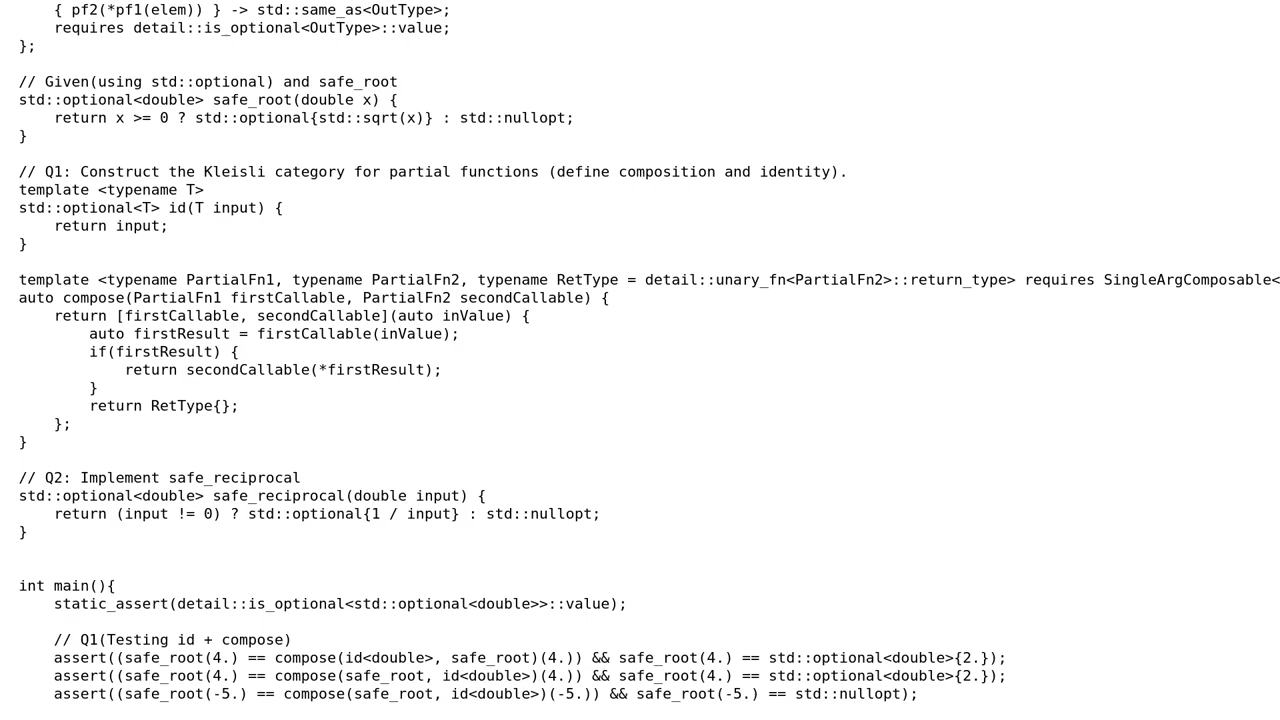 { pf2(*pf1(elem)) } -> std::same_as<OutType>;
    requires detail::is_optional<OutType>::value;
};

// Given(using std::optional) and safe_root
std::optional<double> safe_root(double x) {
    return x >= 0 ? std::optional{std::sqrt(x)} : std::nullopt;
}

// Q1: Construct the Kleisli category for partial functions (define composition and identity).
template <typename T>
std::optional<T> id(T input) {
    return input;
}

template <typename PartialFn1, typename PartialFn2, typename RetType = detail::unary_fn<PartialFn2>::return_type> requires SingleArgComposable<
auto compose(PartialFn1 firstCallable, PartialFn2 secondCallable) {
    return [firstCallable, secondCallable](auto inValue) {
        auto firstResult = firstCallable(inValue);
        if(firstResult) {
            return secondCallable(*firstResult);
        }
        return RetType{};
    };
}

// Q2: Implement safe_reciprocal
std::optional<double> safe_reciprocal(double input) {
    return (input != 0) ? std::optional{1 / input} : std::nullopt;
}


int main(){
    static_assert(detail::is_optional<std::optional<double>>::value);

    // Q1(Testing id + compose)
    assert((safe_root(4.) == compose(id<double>, safe_root)(4.)) && safe_root(4.) == std::optional<double>{2.});
    assert((safe_root(4.) == compose(safe_root, id<double>)(4.)) && safe_root(4.) == std::optional<double>{2.});
    assert((safe_root(-5.) == compose(safe_root, id<double>)(-5.)) && safe_root(-5.) == std::nullopt);